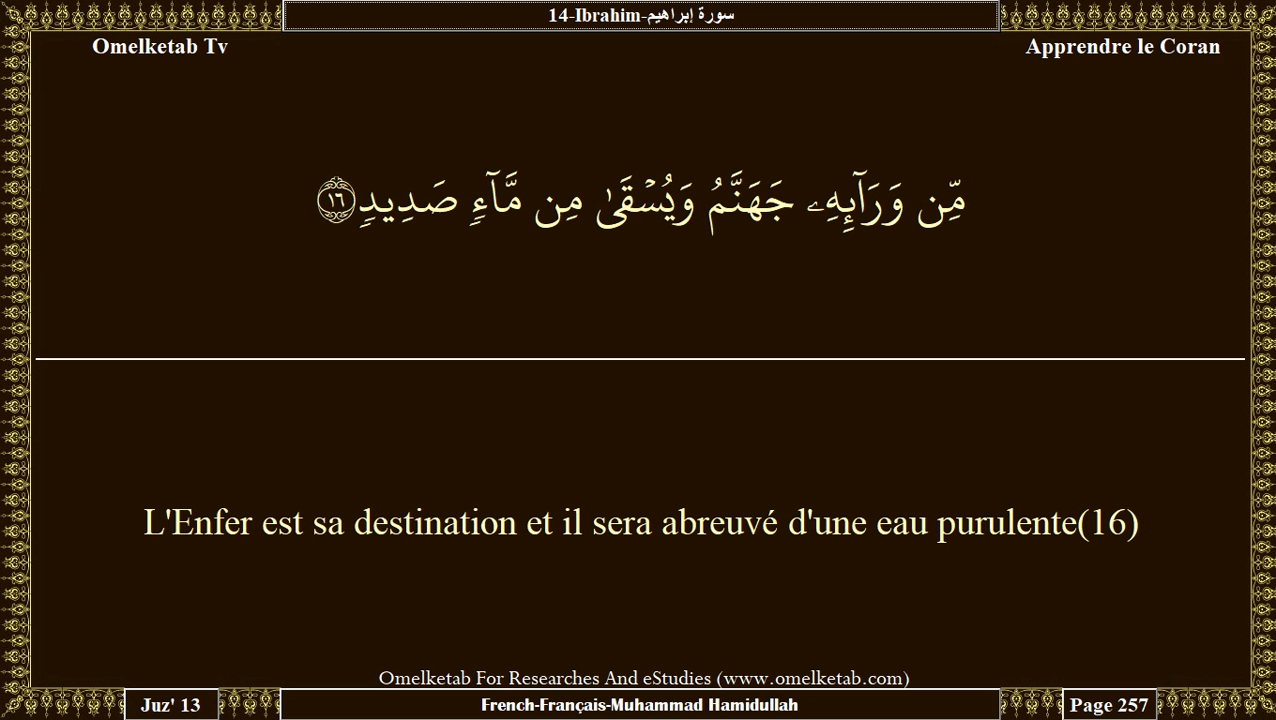 14-Ibrahim-سورة إبراهيم
Omelketab Tv
Apprendre le Coran
مِّن وَرَآئِهِۦ جَهَنَّمُ وَيُسۡقَىٰ مِن مَّآءٖ صَدِيدٖ ١٦
L'Enfer est sa destination et il sera abreuvé d'une eau purulente(16)
Omelketab For Researches And eStudies (www.omelketab.com)
Juz' 13
French-Français-Muhammad Hamidullah
Page 257